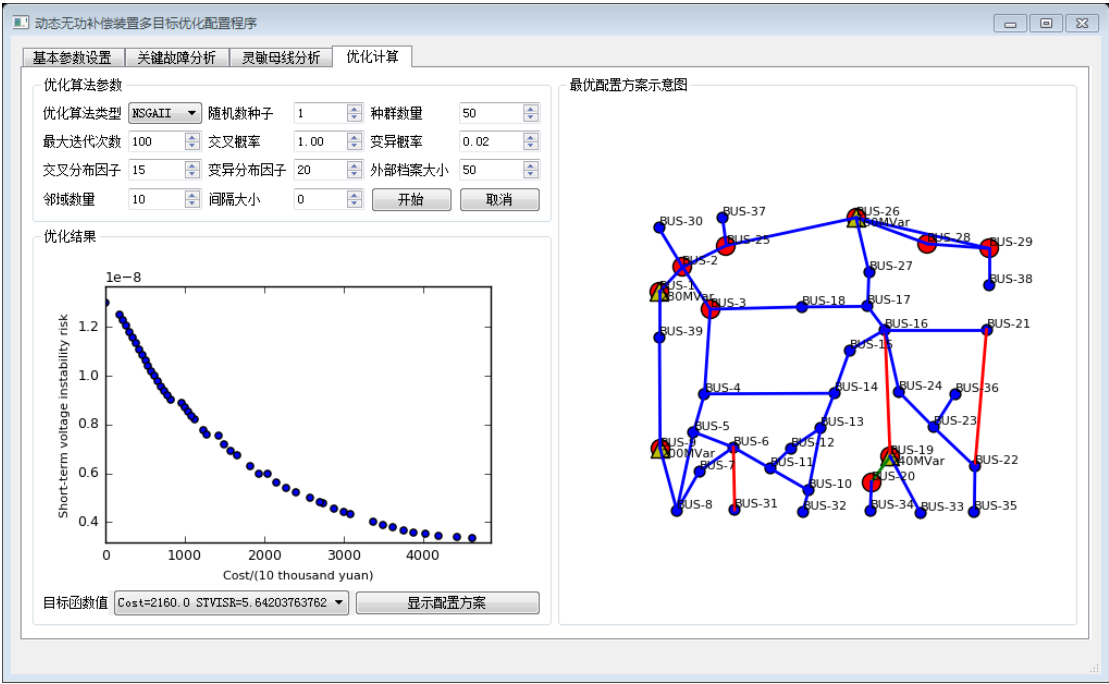 动态无功补偿装置多目标优化配置程序
基本参数设置 关键故障分析 灵敏母线分析 优化计算
优化算法参数
优化算法类型 NSGAII 随机数种子 1 种群数量 50
最大迭代次数 100 交叉概率 1.00 变异概率 0.02
交叉分布因子 15 变异分布因子 20 外部档案大小 50
邻域数量 10 间隔大小 0 开始 取消
优化结果
1e−8
Short-term voltage instability risk
1.2
1.0
0.8
0.6
0.4
0 1000 2000 3000 4000
Cost/(10 thousand yuan)
目标函数值 Cost=2160.0 STVISR=5.64203763762 显示配置方案
最优配置方案示意图
BUS-30
BUS-37
BUS-26
BUS-25
BUS-28
BUS-29
BUS-2
BUS-27
BUS-38
BUS-1
BUS-3
BUS-18
BUS-17
BUS-39
BUS-16
BUS-21
BUS-15
BUS-4
BUS-14
BUS-24
BUS-36
BUS-5
BUS-13
BUS-23
BUS-9
BUS-6
BUS-12
BUS-19
40MVar
BUS-7
BUS-11
BUS-22
BUS-20
BUS-10
BUS-8
BUS-31
BUS-32
BUS-34
BUS-33
BUS-35